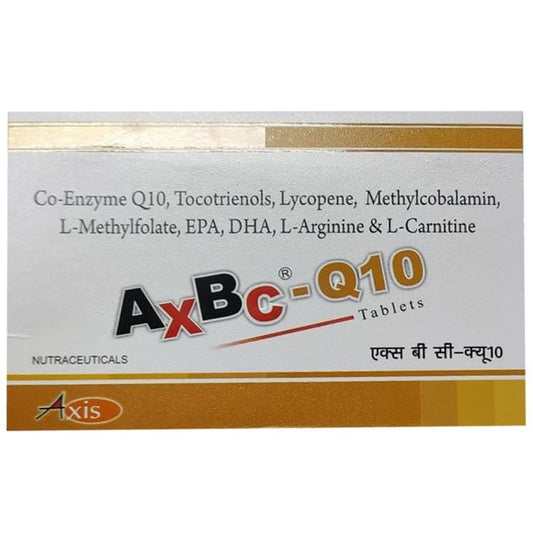 Co-Enzyme Q10, Tocotrienols, Lycopene, Methylcobalamin,
L-Methylfolate, EPA, DHA, L-Arginine & L-Carnitine
AxBc®-Q10
Tablets
NUTRACEUTICALS
एक्स बी सी-क्यू10
Axis